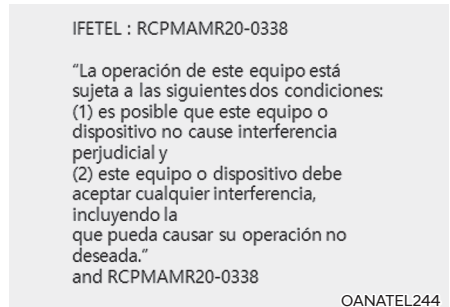 IFETEL : RCPMAMR20-0338
“La operación de este equipo está
sujeta a las siguientes dos condiciones:
(1) es posible que este equipo o
dispositivo no cause interferencia
perjudicial y
(2) este equipo o dispositivo debe
aceptar cualquier interferencia,
incluyendo la
que pueda causar su operación no
deseada.”
and RCPMAMR20-0338
OANATEL244